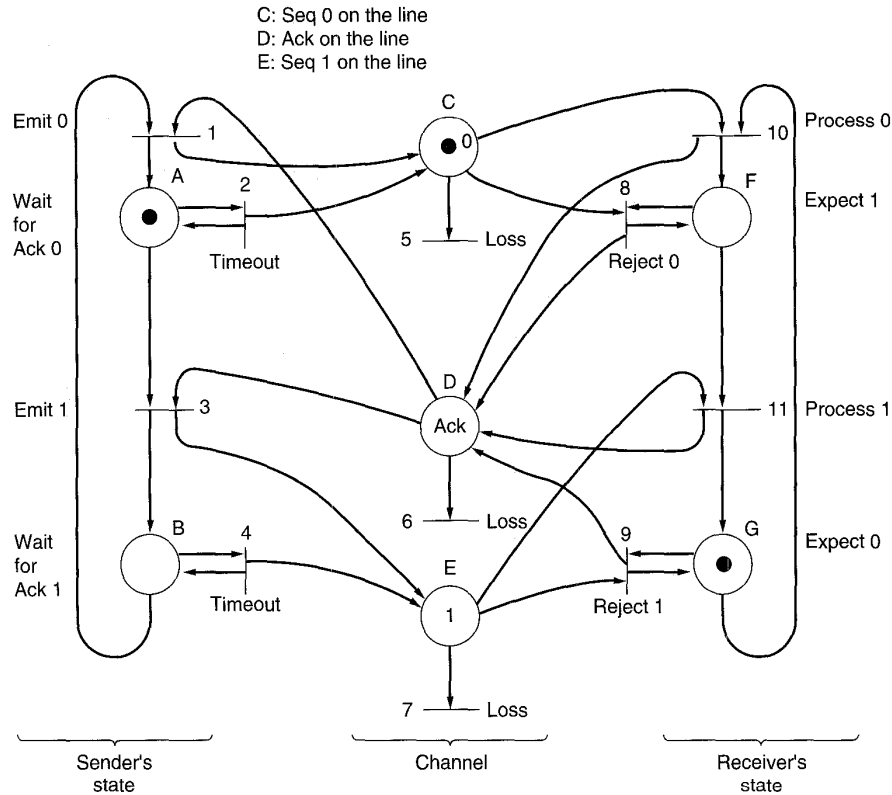 C: Seq 0 on the line
D: Ack on the line
E: Seq 1 on the line
C
Emit 0
1
0
10
Process 0
A
2
8
F
Wait
for
Ack 0
Expect 1
5
Loss
Timeout
Reject 0
D
Emit 1
3
Ack
11
Process 1
6
Loss
B
4
9
G
Wait
for
Ack 1
Expect 0
E
Timeout
1
Reject 1
7
Loss
Sender's
state
Channel
Receiver's
state